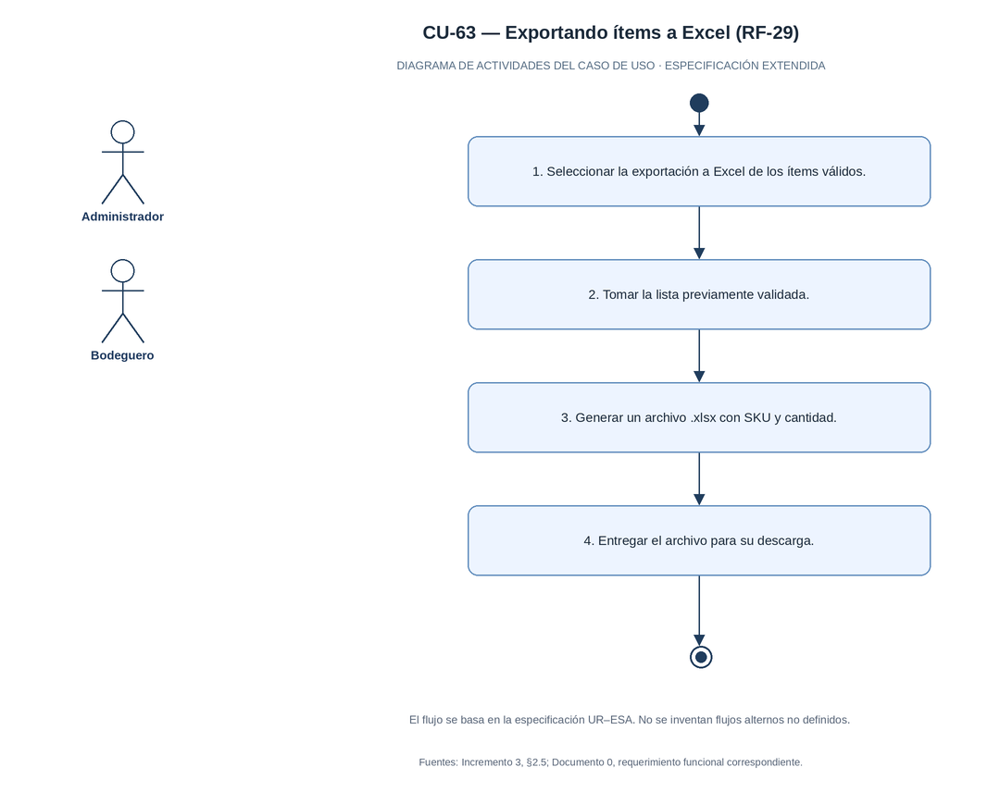 CU-63 — Exportando ítems a Excel (RF-29)
DIAGRAMA DE ACTIVIDADES DEL CASO DE USO · ESPECIFICACIÓN EXTENDIDA
Administrador
Bodeguero
1. Seleccionar la exportación a Excel de los ítems válidos.
2. Tomar la lista previamente validada.
3. Generar un archivo .xlsx con SKU y cantidad.
4. Entregar el archivo para su descarga.
El flujo se basa en la especificación UR–ESA. No se inventan flujos alternos no definidos.
Fuentes: Incremento 3, §2.5; Documento 0, requerimiento funcional correspondiente.